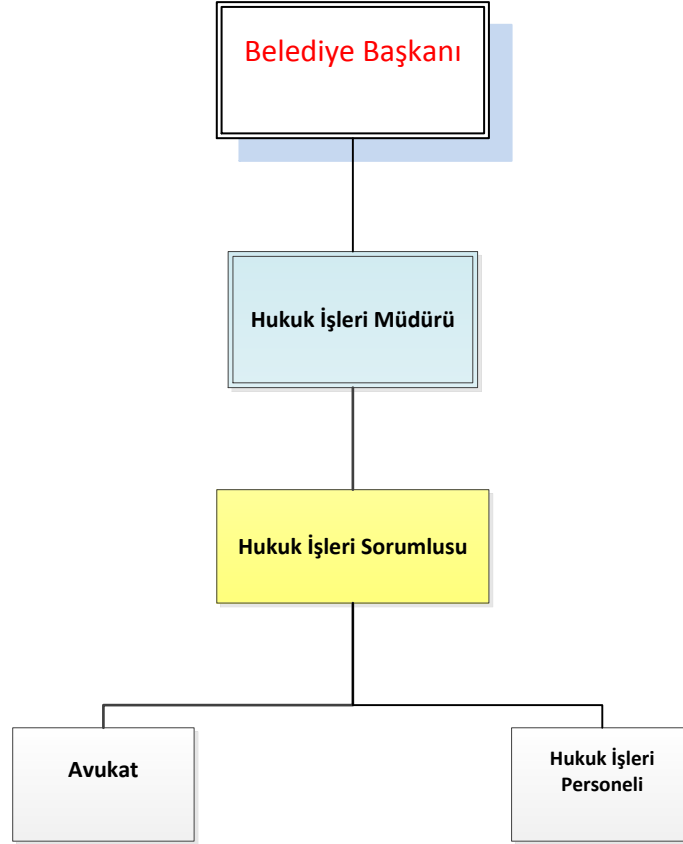 Belediye Başkanı
Hukuk İşleri Müdürü
Hukuk İşleri Sorumlusu
Avukat
Hukuk İşleri
Personeli